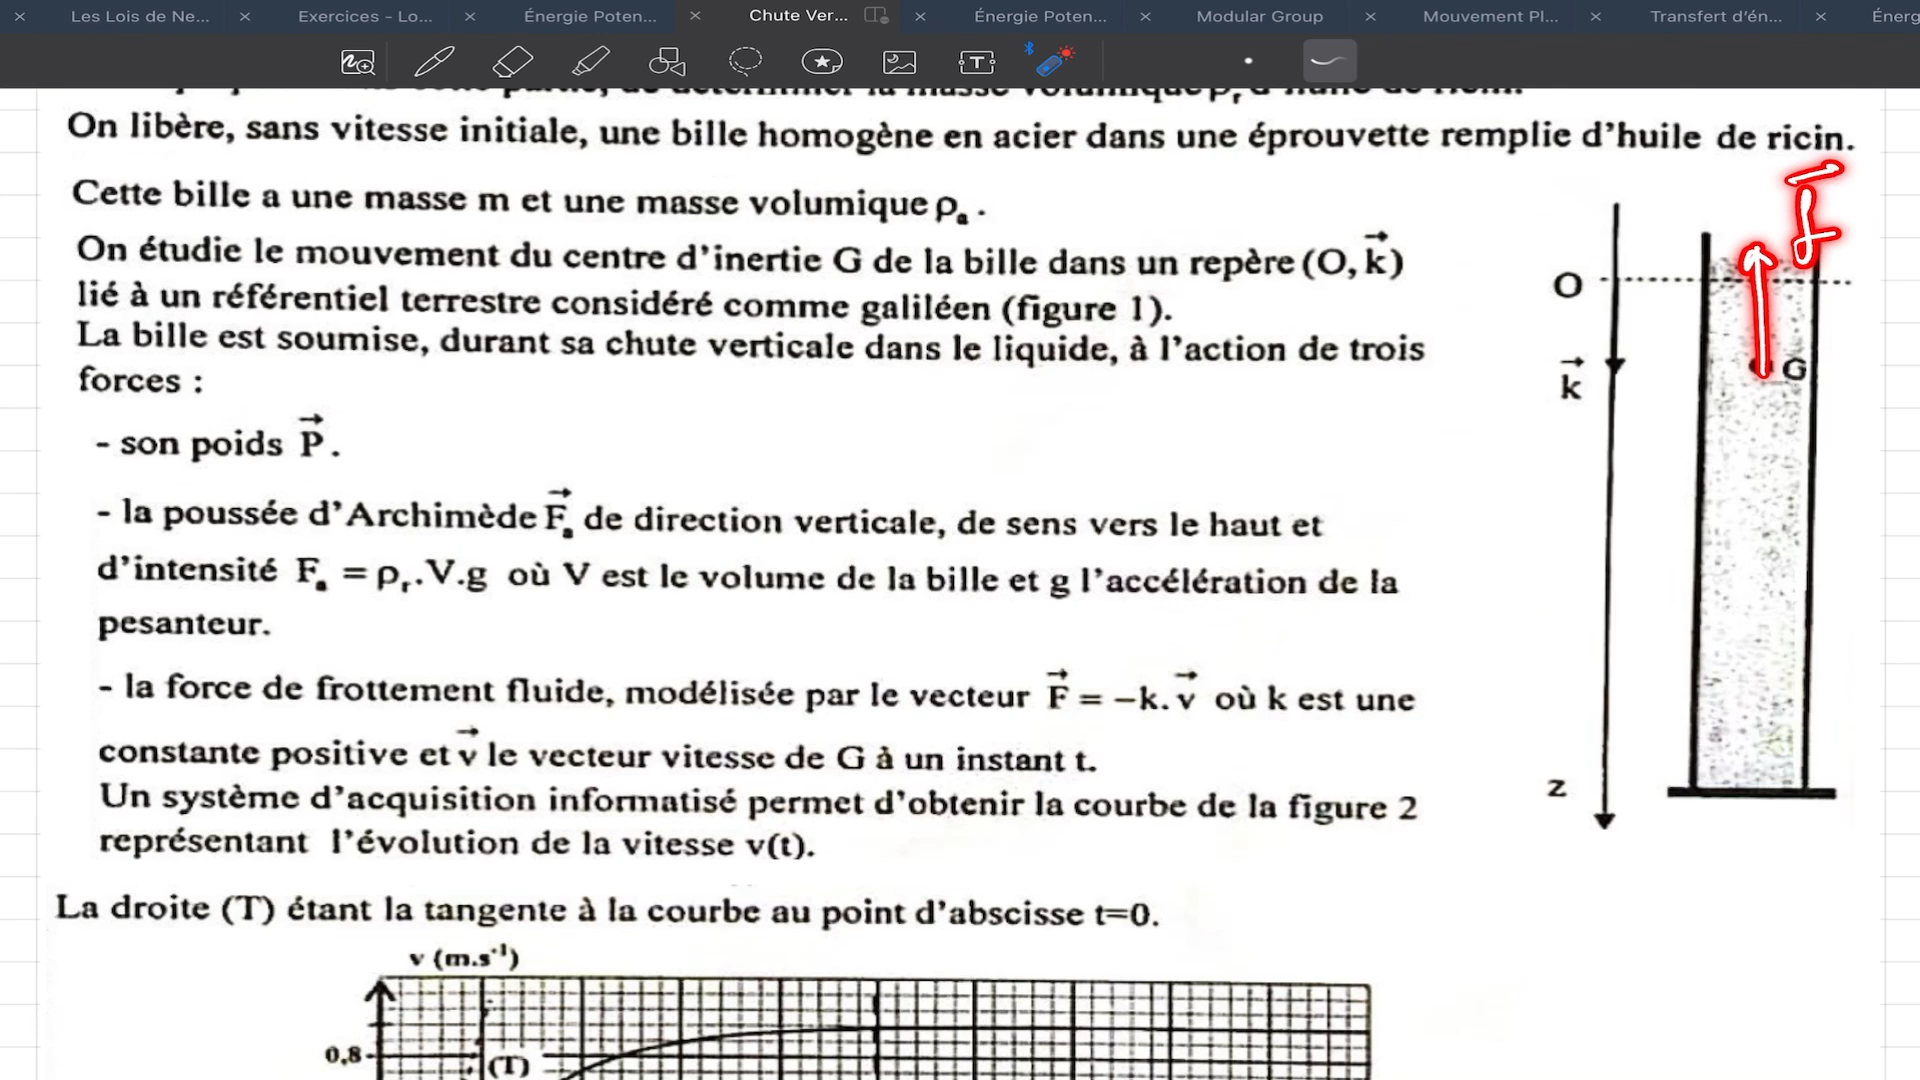 Les Lois de Ne...
Exercices - Lo...
Énergie Poten...
Chute Ver...
Énergie Poten...
Modular Group
Mouvement Pl...
Transfert d'én...
Énerg
On libère, sans vitesse initiale, une bille homogène en acier dans une éprouvette remplie d'huile de ricin.
Cette bille a une masse m et une masse volumique ρₐ.
On étudie le mouvement du centre d'inertie G de la bille dans un repère (O, k⃗)
lié à un référentiel terrestre considéré comme galiléen (figure 1).
La bille est soumise, durant sa chute verticale dans le liquide, à l'action de trois
forces :
- son poids P⃗.
- la poussée d'Archimède F⃗ₐ de direction verticale, de sens vers le haut et
d'intensité Fₐ = ρᵣ.V.g où V est le volume de la bille et g l'accélération de la
pesanteur.
- la force de frottement fluide, modélisée par le vecteur F⃗ = −k.v⃗ où k est une
constante positive et v⃗ le vecteur vitesse de G à un instant t.
Un système d'acquisition informatisé permet d'obtenir la courbe de la figure 2
représentant l'évolution de la vitesse v(t).
f⃗
O
k⃗
G
z
La droite (T) étant la tangente à la courbe au point d'abscisse t=0.
v (m.s⁻¹)
0,8
(T)